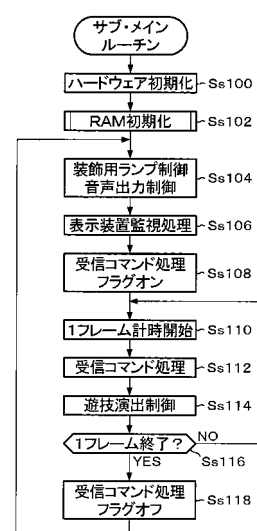 サブ・メイン
ルーチン
ハードウェア初期化 Ss100
RAM初期化 Ss102
装飾用ランプ制御
音声出力制御 Ss104
表示装置監視処理 Ss106
受信コマンド処理
フラグオン Ss108
1フレーム計時開始 Ss110
受信コマンド処理 Ss112
遊技演出制御 Ss114
1フレーム終了? NO
YES Ss116
受信コマンド処理
フラグオフ Ss118